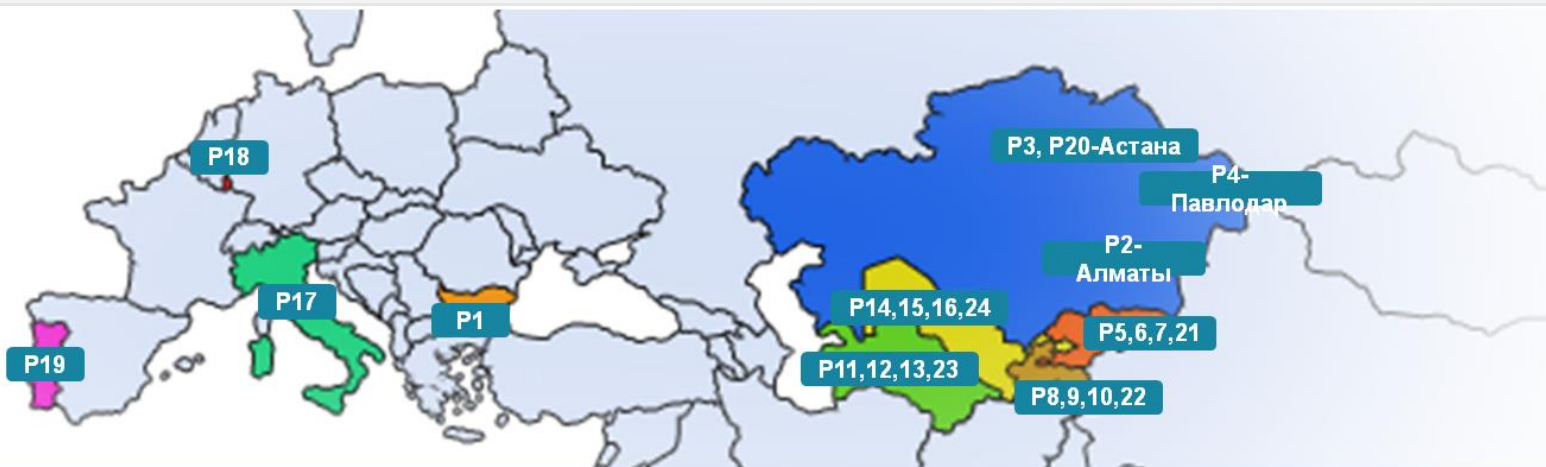 P18
P3, P20-Астана
P4-
Павлодар
P2-
Алматы
P17
P14,15,16,24
P1
P5,6,7,21
P19
P11,12,13,23
P8,9,10,22